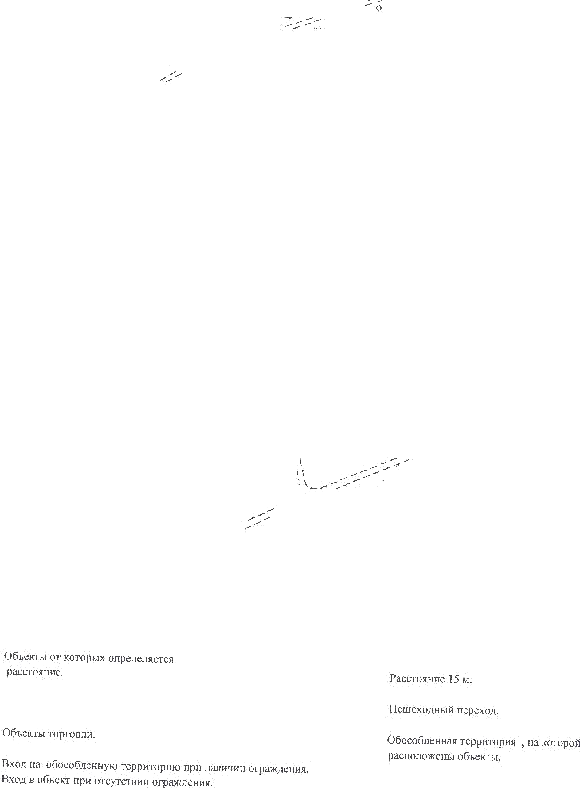 Объекты от которых определяется
расстояние.
Расстояние 15 м.
Пешеходный переход.
Объекты торговли.
Обособленная территория , на которой
расположены объекты.
Вход на обособленную территорию при наличии ограждения.
Вход в объект при отсутствии ограждения.